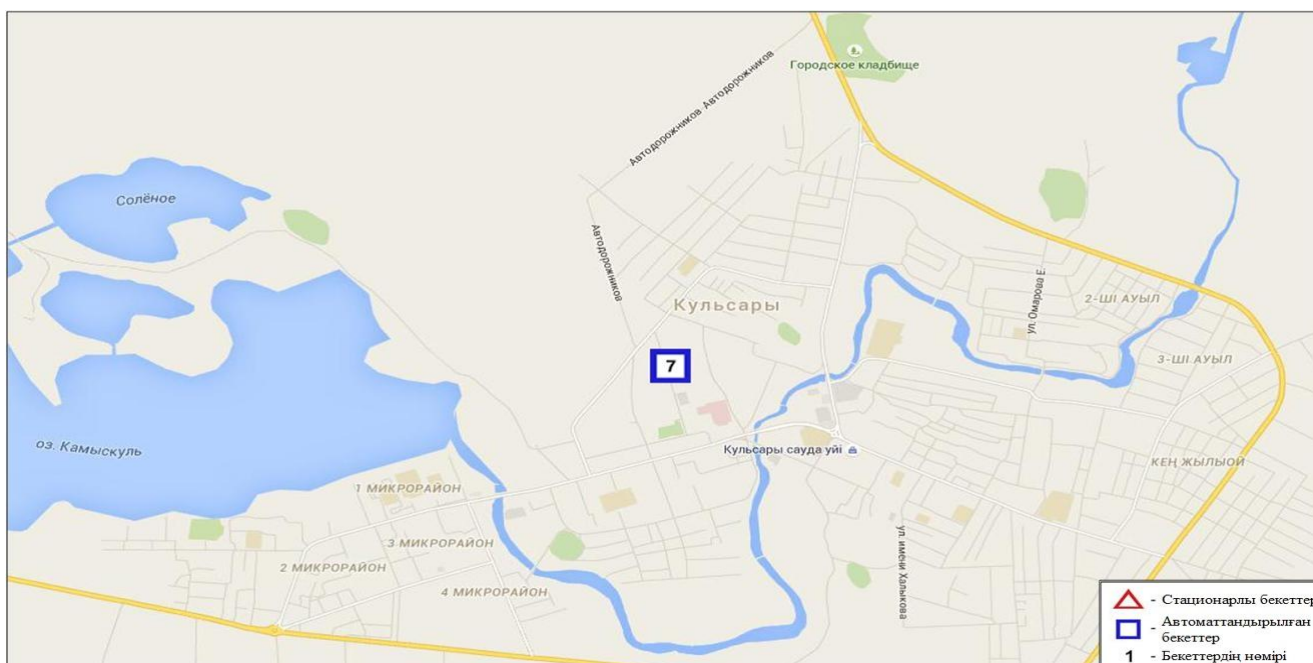 Городское кладбище
Автодорожников Автодорожников
Солёное
Автодорожников
Кульсары
ул. Омарова Е.
2-ШІ АУЫЛ
3-ШІ АУЫЛ
7
оз. Камыскуль
Кульсары сауда уйі
КЕҢ ЖЫЛЫОЙ
1 МИКРОРАЙОН
3 МИКРОРАЙОН
2 МИКРОРАЙОН
4 МИКРОРАЙОН
ул. имени Халыкова
- Стационарлы бекеттер
- Автоматтандырылған
бекеттер
1 - Бекеттердің нөмірі